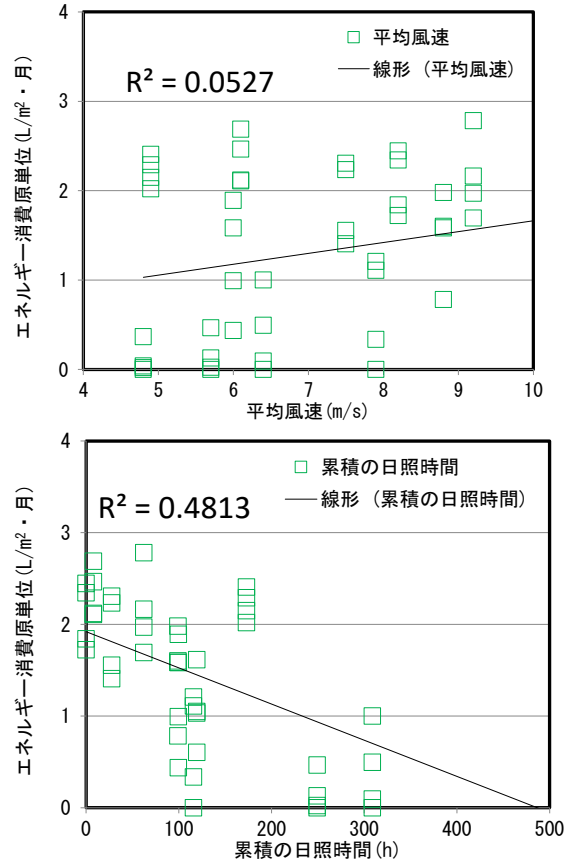 4
3
2
1
0
エネルギー消費原単位(L/m²・月)
R² = 0.0527
平均風速
線形 (平均風速)
4 5 6 7 8 9 10
平均風速(m/s)
4
3
2
1
0
エネルギー消費原単位(L/m²・月)
R² = 0.4813
累積の日照時間
線形 (累積の日照時間)
0 100 200 300 400 500
累積の日照時間(h)